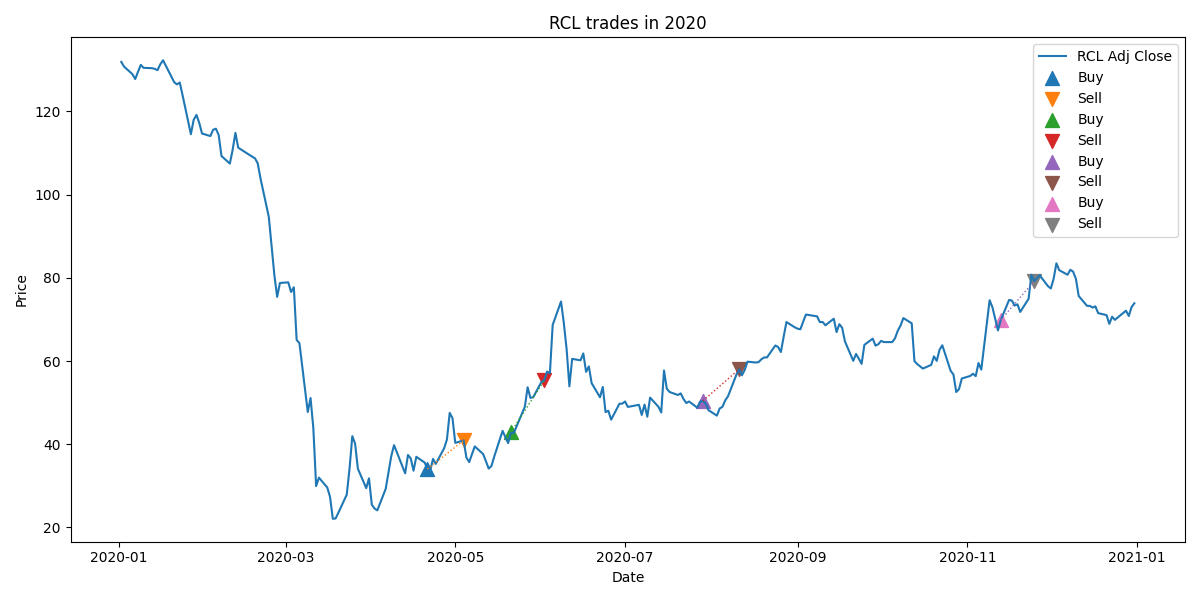 RCL trades in 2020
RCL Adj Close
Buy
Sell
Buy
Sell
Buy
Sell
Buy
Sell
Price
120
100
80
60
40
20
2020-01
2020-03
2020-05
2020-07
2020-09
2020-11
2021-01
Date